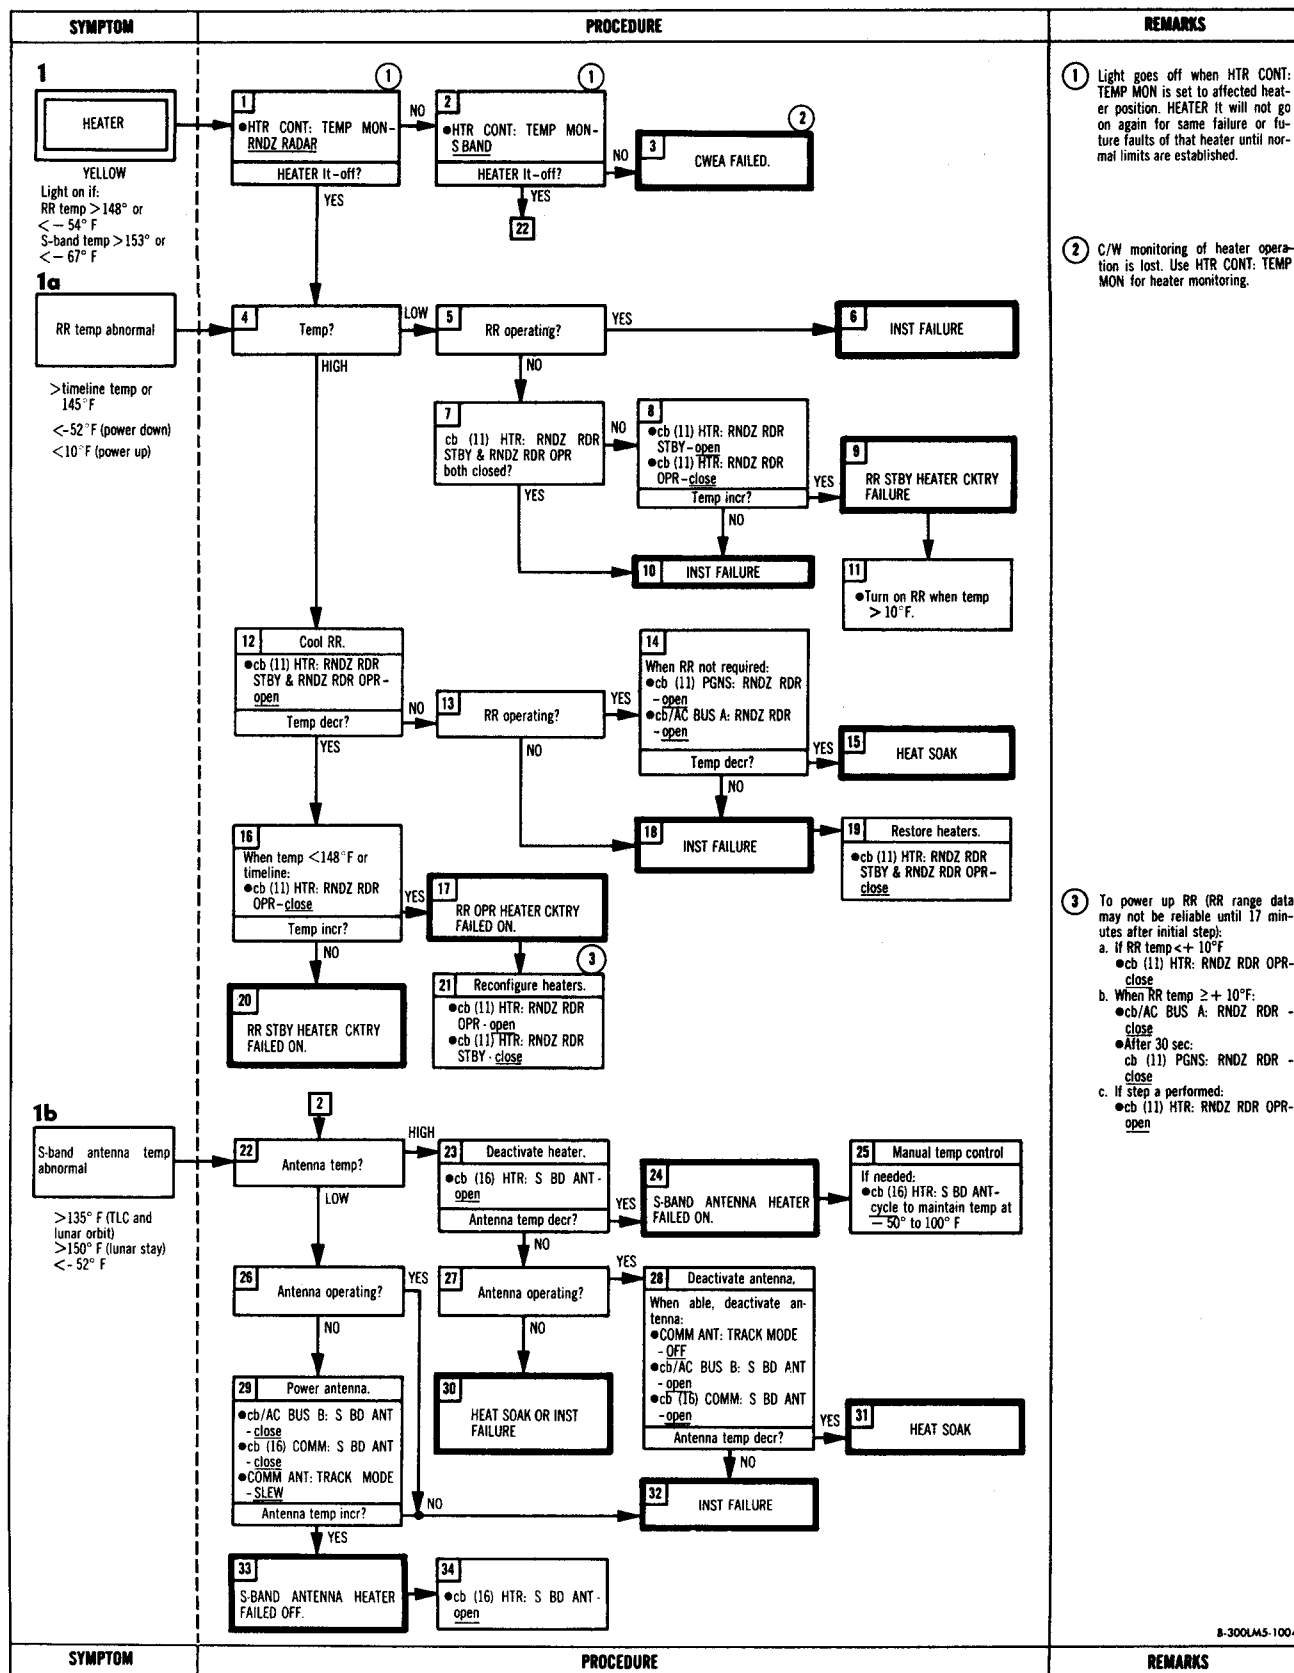 SYMPTOM
PROCEDURE
REMARKS
1
HEATER
YELLOW
Light on if:
RR temp >148° or
< - 54° F
S-band temp >153° or
< - 67° F
1
1
●HTR CONT: TEMP MON-
RNDZ RADAR
HEATER lt-off?
NO
YES
1
2
●HTR CONT: TEMP MON-
S BAND
HEATER lt-off?
NO
YES
22
2
3
CWEA FAILED.
1a
RR temp abnormal
>timeline temp or
145°F
<-52°F (power down)
<10°F (power up)
4
Temp?
LOW
HIGH
5
RR operating?
YES
NO
6
INST FAILURE
7
cb (11) HTR: RNDZ RDR
STBY & RNDZ RDR OPR
both closed?
NO
YES
8
●cb (11) HTR: RNDZ RDR
STBY-open
●cb (11) HTR: RNDZ RDR
OPR-close
Temp incr?
YES
NO
9
RR STBY HEATER CKTRY
FAILURE
10
INST FAILURE
11
●Turn on RR when temp
> 10°F.
12
Cool RR.
●cb (11) HTR: RNDZ RDR
STBY & RNDZ RDR OPR-
open
Temp decr?
NO
YES
13
RR operating?
YES
NO
14
When RR not required:
●cb (11) PGNS: RNDZ RDR
-open
●cb/AC BUS A: RNDZ RDR
-open
Temp decr?
YES
NO
15
HEAT SOAK
16
When temp <148°F or
timeline:
●cb (11) HTR: RNDZ RDR
OPR-close
Temp incr?
YES
NO
17
RR OPR HEATER CKTRY
FAILED ON.
18
INST FAILURE
19
Restore heaters.
●cb (11) HTR: RNDZ RDR
STBY & RNDZ RDR OPR-
close
20
RR STBY HEATER CKTRY
FAILED ON.
3
21
Reconfigure heaters.
●cb (11) HTR: RNDZ RDR
OPR - open
●cb (11) HTR: RNDZ RDR
STBY - close
1b
S-band antenna temp
abnormal
>135° F (TLC and
lunar orbit)
>150° F (lunar stay)
<- 52° F
2
22
Antenna temp?
HIGH
LOW
23
Deactivate heater.
●cb (16) HTR: S BD ANT-
open
Antenna temp decr?
YES
NO
24
S-BAND ANTENNA HEATER
FAILED ON.
25
Manual temp control
If needed:
●cb (16) HTR: S BD ANT-
cycle to maintain temp at
- 50° to 100° F
26
Antenna operating?
YES
NO
27
Antenna operating?
YES
NO
28
Deactivate antenna.
When able, deactivate an-
tenna:
●COMM ANT: TRACK MODE
- OFF
●cb/AC BUS B: S BD ANT
-open
●cb (16) COMM: S BD ANT
-open
Antenna temp decr?
YES
NO
29
Power antenna.
●cb/AC BUS B: S BD ANT
- close
●cb (16) COMM: S BD ANT
- close
●COMM ANT: TRACK MODE
- SLEW
Antenna temp incr?
NO
YES
30
HEAT SOAK OR INST
FAILURE
31
HEAT SOAK
32
INST FAILURE
33
S-BAND ANTENNA HEATER
FAILED OFF.
34
●cb (16) HTR: S BD ANT-
open
1 Light goes off when HTR CONT:
TEMP MON is set to affected heat-
er position. HEATER lt will not go
on again for same failure or fu-
ture faults of that heater until nor-
mal limits are established.
2 C/W monitoring of heater opera-
tion is lost. Use HTR CONT: TEMP
MON for heater monitoring.
3 To power up RR (RR range data
may not be reliable until 17 min-
utes after initial step):
a. If RR temp <+ 10°F
●cb (11) HTR: RNDZ RDR OPR-
close
b. When RR temp ≥ + 10°F:
●cb/AC BUS A: RNDZ RDR -
close
●After 30 sec:
cb (11) PGNS: RNDZ RDR -
close
c. If step a performed:
●cb (11) HTR: RNDZ RDR OPR-
open
B-300LM5-1004
SYMPTOM
PROCEDURE
REMARKS